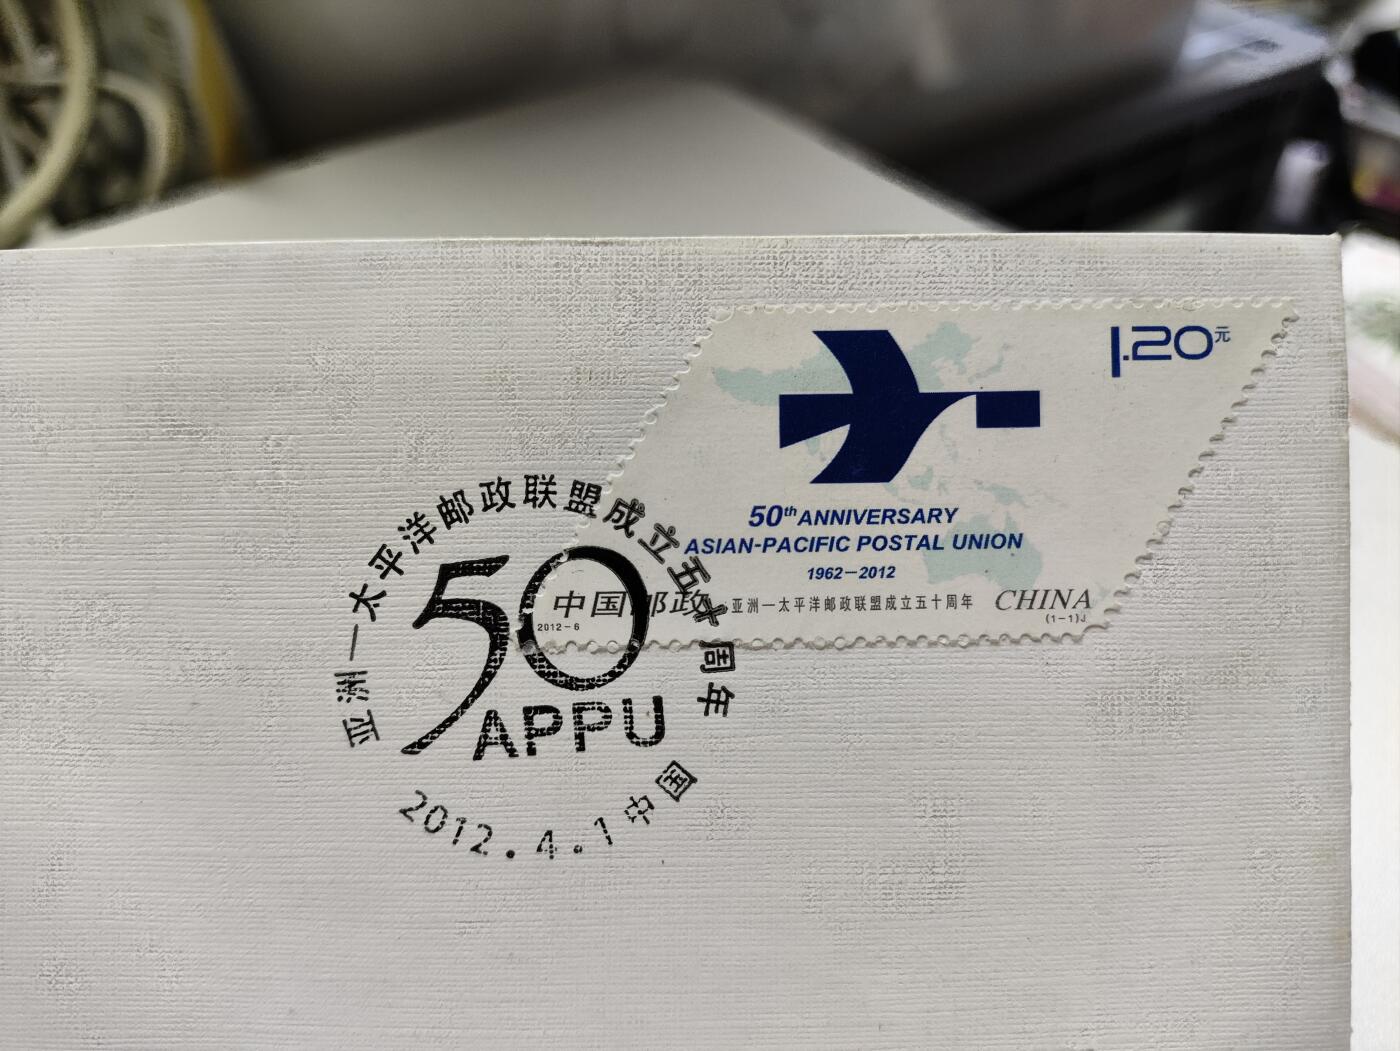 1.20元
50th ANNIVERSARY
ASIAN-PACIFIC POSTAL UNION
1962—2012
中国邮政
亚洲—太平洋邮政联盟成立五十周年
CHINA
2012-6
(1-1)J
亚洲—太平洋邮政联盟成立五十周年
50
APPU
2012.4.1 中国